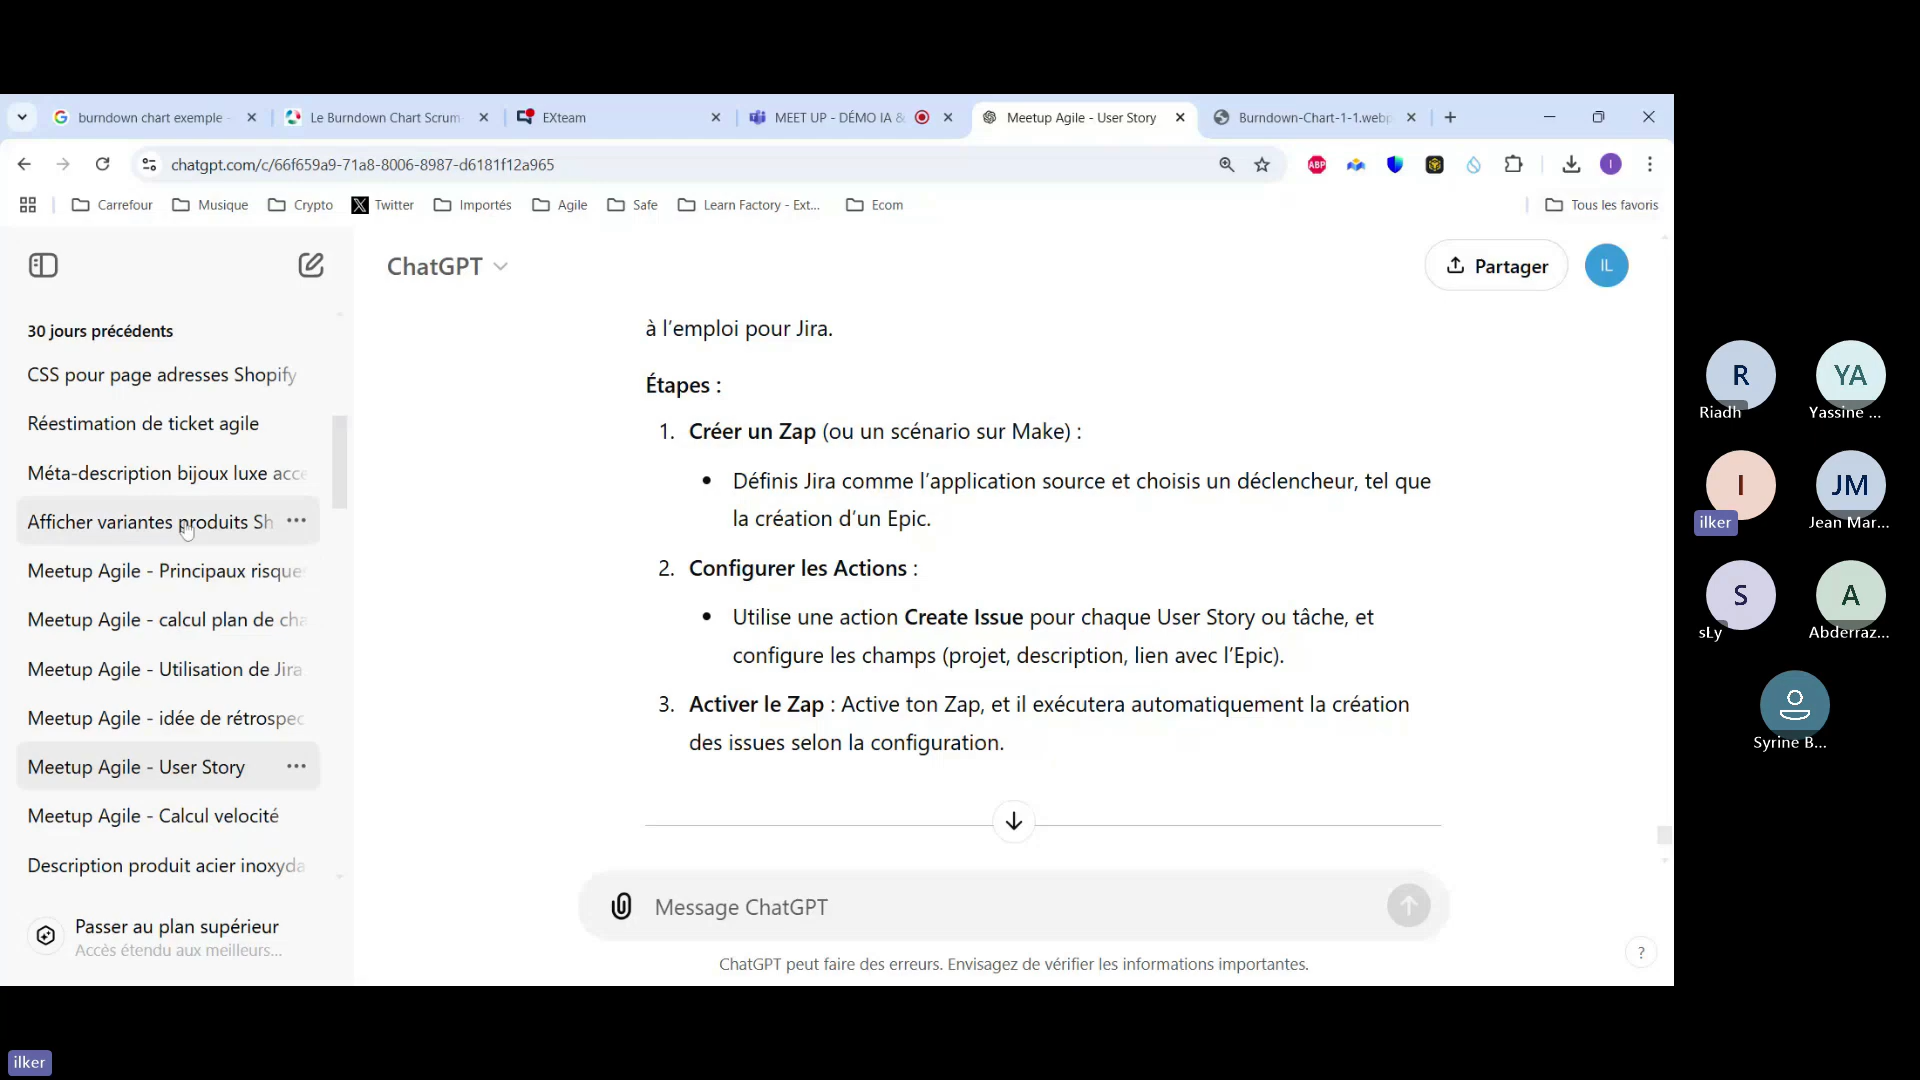 burndown chart exemple -
Le Burndown Chart Scrum
EXteam
MEET UP - DÉMO IA &
Meetup Agile - User Story
Burndown-Chart-1-1.webp
chatgpt.com/c/66f659a9-71a8-8006-8987-d6181f12a965
ABP
I
Carrefour
Musique
Crypto
Twitter
Importés
Agile
Safe
Learn Factory - Ext...
Ecom
Tous les favoris
ChatGPT
Partager
IL
30 jours précédents
CSS pour page adresses Shopify
Réestimation de ticket agile
Méta-description bijoux luxe acce
Afficher variantes produits Sh
Meetup Agile - Principaux risque
Meetup Agile - calcul plan de cha
Meetup Agile - Utilisation de Jira
Meetup Agile - idée de rétrospec
Meetup Agile - User Story
Meetup Agile - Calcul velocité
Description produit acier inoxyda
Passer au plan supérieur
Accès étendu aux meilleurs...
à l'emploi pour Jira.
Étapes :
1. Créer un Zap (ou un scénario sur Make) :
• Définis Jira comme l'application source et choisis un déclencheur, tel que
la création d'un Epic.
2. Configurer les Actions :
• Utilise une action Create Issue pour chaque User Story ou tâche, et
configure les champs (projet, description, lien avec l'Epic).
3. Activer le Zap : Active ton Zap, et il exécutera automatiquement la création
des issues selon la configuration.
Message ChatGPT
ChatGPT peut faire des erreurs. Envisagez de vérifier les informations importantes.
?
R
Riadh
YA
Yassine ...
I
ilker
JM
Jean Mar...
S
sLy
A
Abderraz...
Syrine B...
ilker